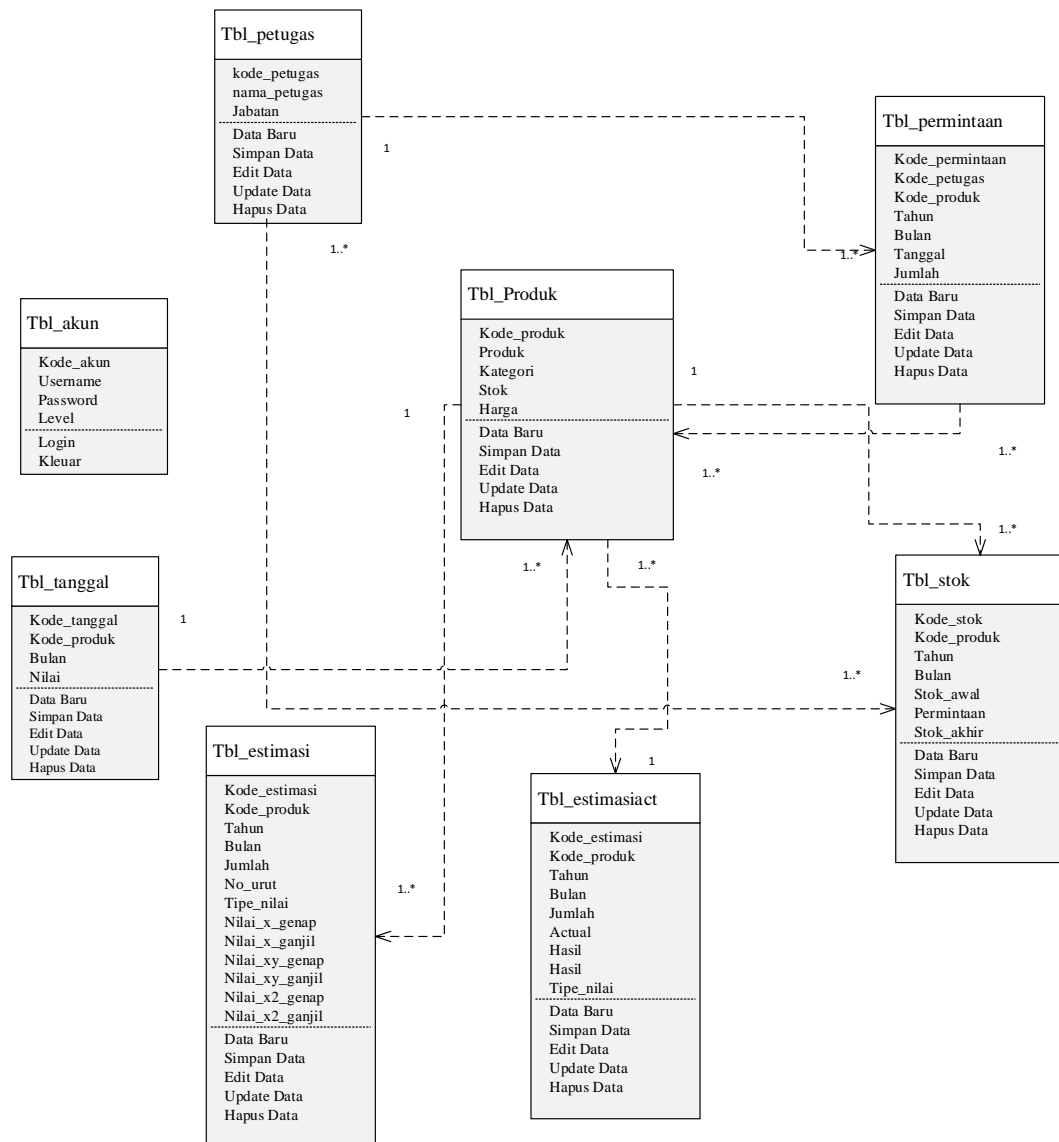 Tbl_petugas
kode_petugas
nama_petugas
Jabatan
Data Baru
Simpan Data
Edit Data
Update Data
Hapus Data
1
1..*
Tbl_permintaan
Kode_permintaan
Kode_petugas
Kode_produk
Tahun
Bulan
Tanggal
Jumlah
Data Baru
Simpan Data
Edit Data
Update Data
Hapus Data
1..*
1..*
Tbl_Produk
Kode_produk
Produk
Kategori
Stok
Harga
Data Baru
Simpan Data
Edit Data
Update Data
Hapus Data
1
1
1..*
1..*
1..*
Tbl_akun
Kode_akun
Username
Password
Level
Login
Kleuar
Tbl_tanggal
Kode_tanggal
Kode_produk
Bulan
Nilai
Data Baru
Simpan Data
Edit Data
Update Data
Hapus Data
1
Tbl_stok
Kode_stok
Kode_produk
Tahun
Bulan
Stok_awal
Permintaan
Stok_akhir
Data Baru
Simpan Data
Edit Data
Update Data
Hapus Data
1..*
1..*
Tbl_estimasi
Kode_estimasi
Kode_produk
Tahun
Bulan
Jumlah
No_urut
Tipe_nilai
Nilai_x_genap
Nilai_x_ganjil
Nilai_xy_genap
Nilai_xy_ganjil
Nilai_x2_genap
Nilai_x2_ganjil
Data Baru
Simpan Data
Edit Data
Update Data
Hapus Data
1..*
Tbl_estimasiact
Kode_estimasi
Kode_produk
Tahun
Bulan
Jumlah
Actual
Hasil
Hasil
Tipe_nilai
Data Baru
Simpan Data
Edit Data
Update Data
Hapus Data
1